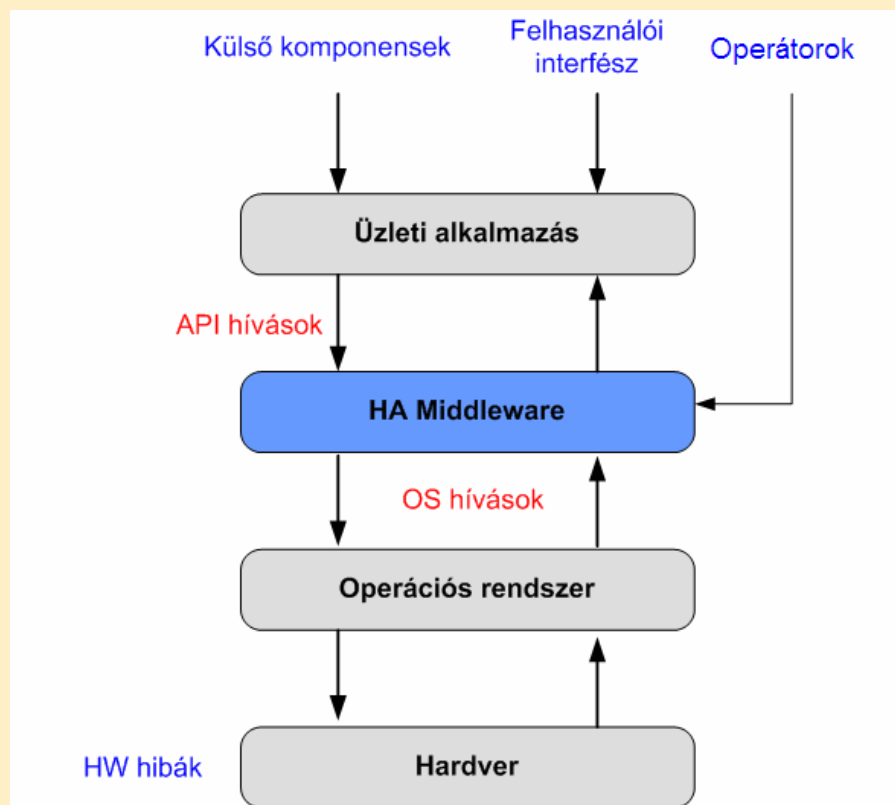 Külső komponensek
Felhasználói
interfész
Operátorok
Üzleti alkalmazás
API hívások
HA Middleware
OS hívások
Operációs rendszer
HW hibák
Hardver